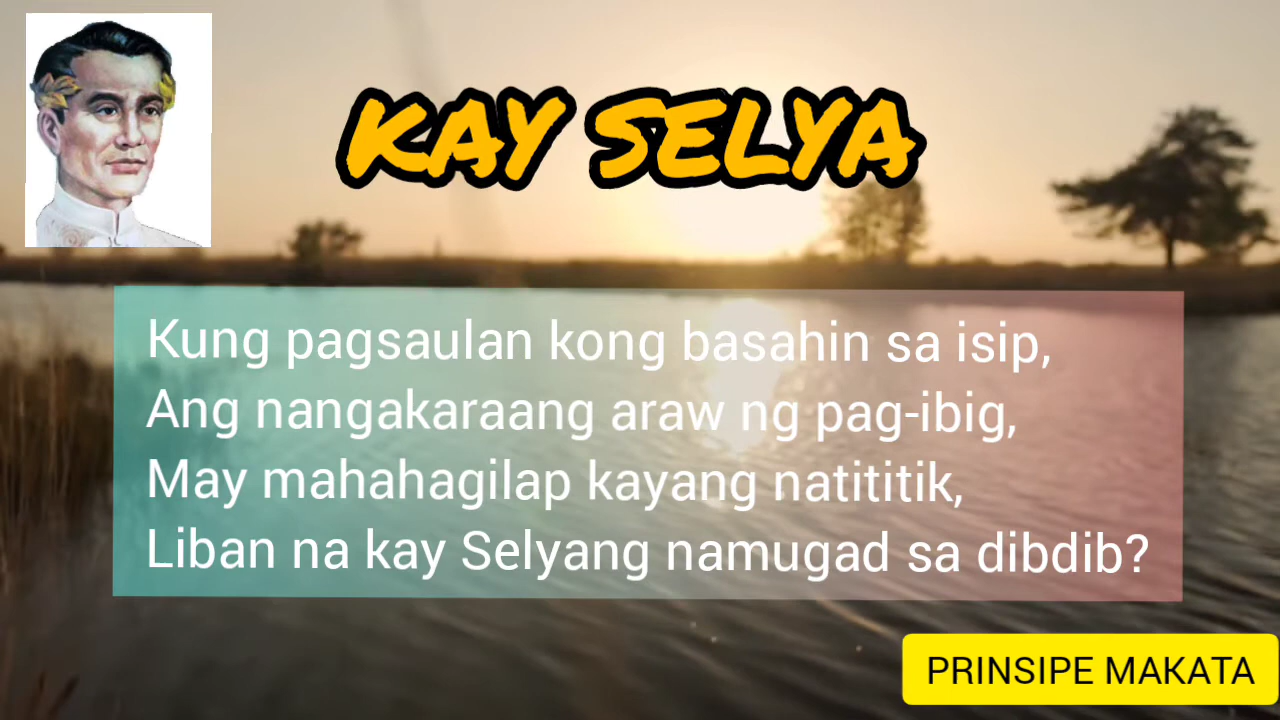 KAY SELYA
Kung pagsaulan kong basahin sa isip,
Ang nangakaraang araw ng pag-ibig,
May mahahagilap kayang natititik,
Liban na kay Selyang namugad sa dibdib?
PRINSIPE MAKATA